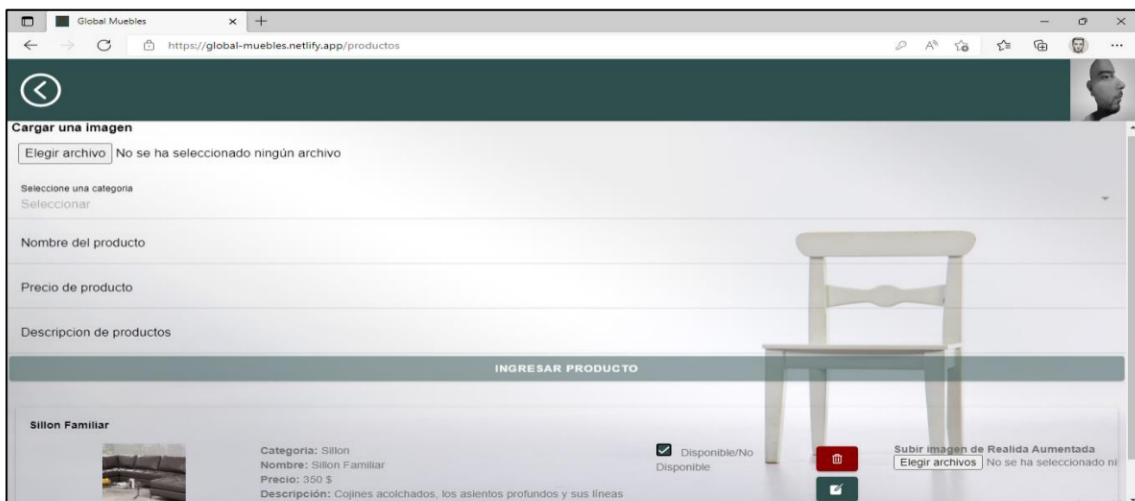 Global Muebles
https://global-muebles.netlify.app/productos
Cargar una imagen
Elegir archivo No se ha seleccionado ningún archivo
Seleccione una categoria
Seleccionar
Nombre del producto
Precio de producto
Descripcion de productos
INGRESAR PRODUCTO
Sillon Familiar
Categoria: Sillon
Nombre: Sillon Familiar
Precio: 350 $
Descripción: Cojines acolchados, los asientos profundos y sus líneas
Disponible/No
Disponible
Subir imagen de Realida Aumentada
Elegir archivos No se ha seleccionado ni